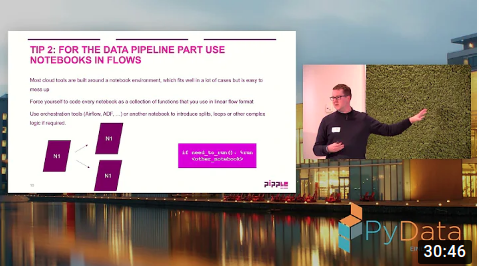 TIP 2: FOR THE DATA PIPELINE PART USE
NOTEBOOKS IN FLOWS
Most cloud tools are built around a notebook environment, which fits well in a lot of cases but is easy to
mess up
Force yourself to code every notebook as a collection of functions that you use in linear flow format
Use orchestration tools (Airflow, ADF, …) or another notebook to introduce splits, loops or other complex
logic if required.
N1
N1
N1
if need_to_run(): %run
<other_notebook>
pipple
PyData
30:46